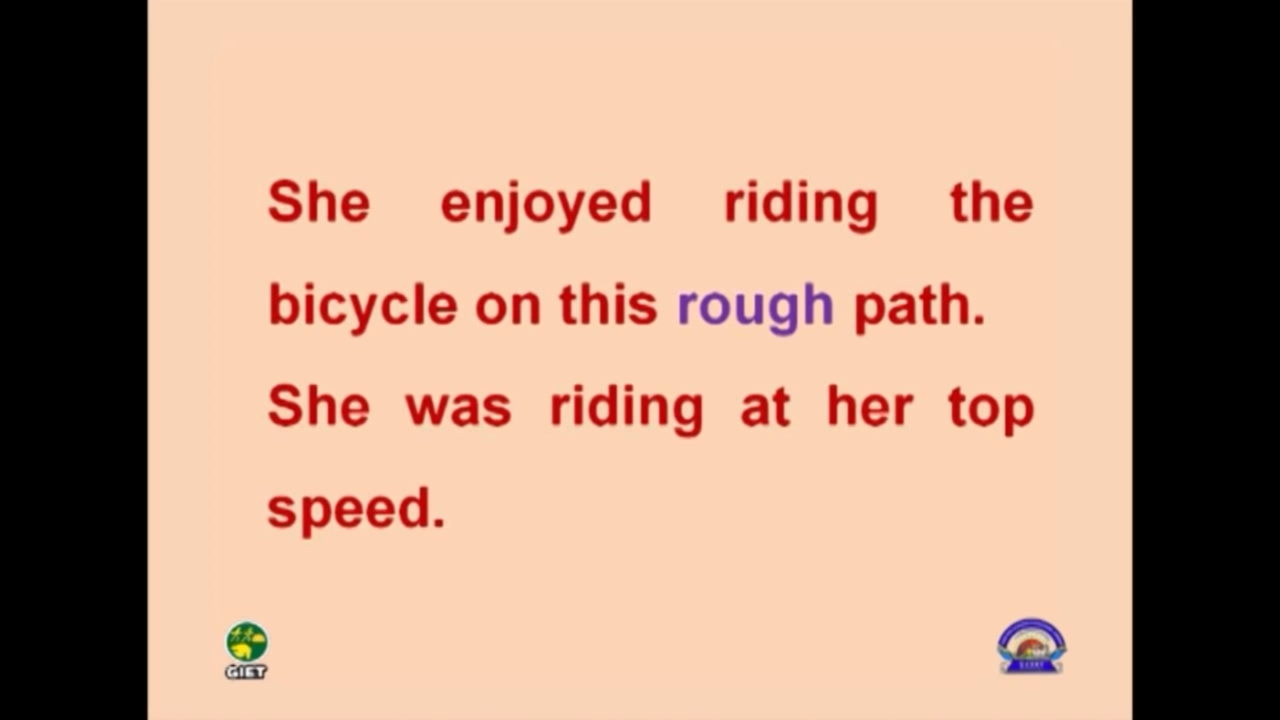 She enjoyed riding the
bicycle on this rough path.
She was riding at her top
speed.
GIET